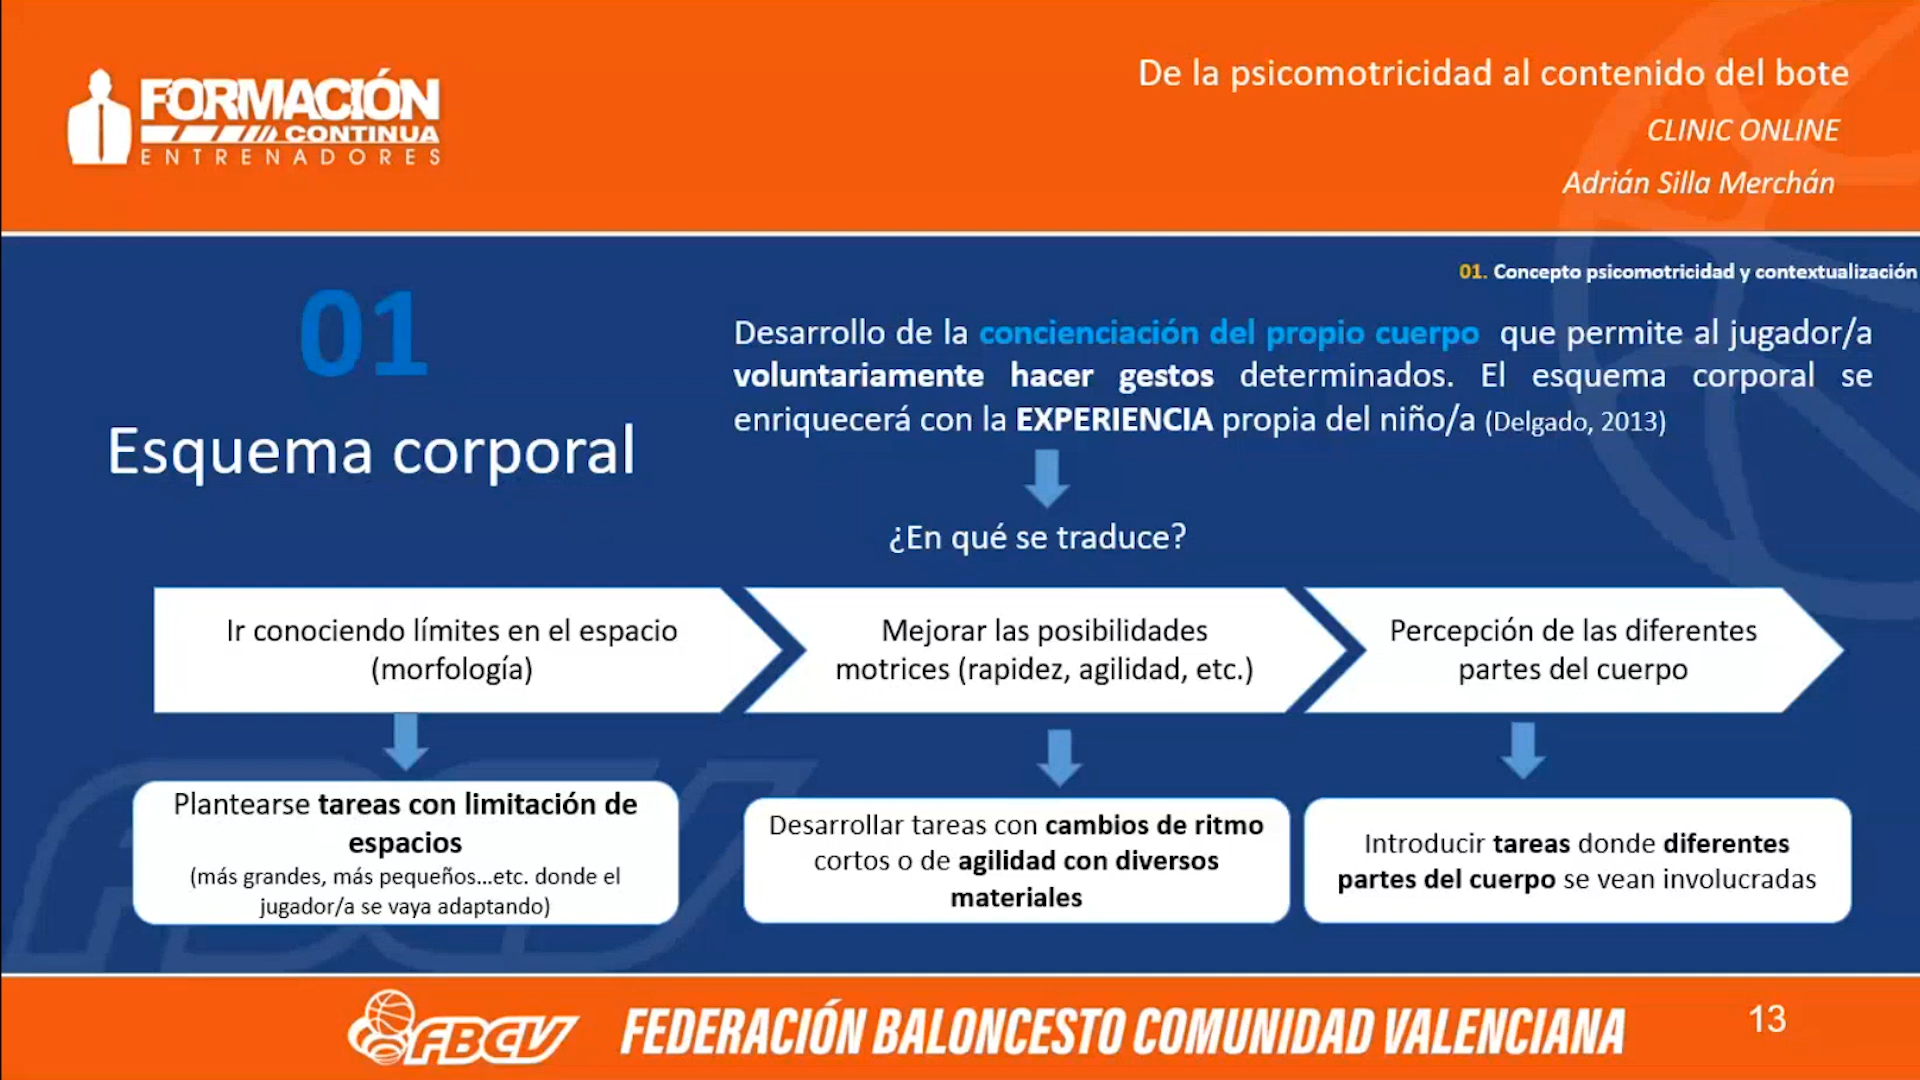 FORMACIÓN
CONTINUA
ENTRENADORES
De la psicomotricidad al contenido del bote
CLINIC ONLINE
Adrián Silla Merchán
01. Concepto psicomotricidad y contextualización
01
Esquema corporal
Desarrollo de la concienciación del propio cuerpo que permite al jugador/a
voluntariamente hacer gestos determinados. El esquema corporal se
enriquecerá con la EXPERIENCIA propia del niño/a (Delgado, 2013)
¿En qué se traduce?
Ir conociendo límites en el espacio
(morfología)
Mejorar las posibilidades
motrices (rapidez, agilidad, etc.)
Percepción de las diferentes
partes del cuerpo
Plantearse tareas con limitación de
espacios
(más grandes, más pequeños...etc. donde el
jugador/a se vaya adaptando)
Desarrollar tareas con cambios de ritmo
cortos o de agilidad con diversos
materiales
Introducir tareas donde diferentes
partes del cuerpo se vean involucradas
FBCV
FEDERACIÓN BALONCESTO COMUNIDAD VALENCIANA
13